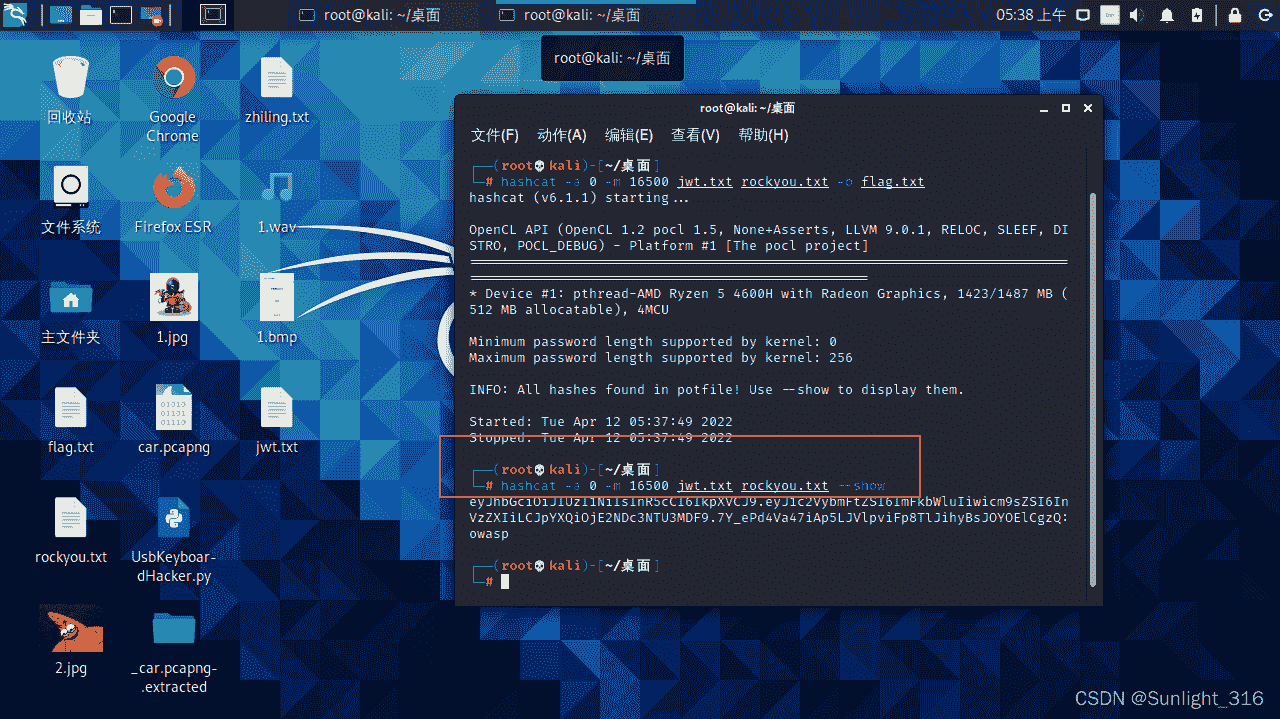 root@kali: ~/桌面
root@kali: ~/桌面
05:38 上午
root@kali: ~/桌面
回收站
Google
Chrome
zhiling.txt
文件系统
Firefox ESR
1.wav
主文件夹
1.jpg
1.bmp
flag.txt
car.pcapng
jwt.txt
rockyou.txt
UsbKeyboar-
dHacker.py
2.jpg
_car.pcapng-
.extracted
root@kali: ~/桌面
文件(F) 动作(A) 编辑(E) 查看(V) 帮助(H)
(root💀kali)-[~/桌面]
# hashcat -a 0 -m 16500 jwt.txt rockyou.txt -o flag.txt
hashcat (v6.1.1) starting...
OpenCL API (OpenCL 1.2 pocl 1.5, None+Asserts, LLVM 9.0.1, RELOC, SLEEF, DI
STRO, POCL_DEBUG) - Platform #1 [The pocl project]
* Device #1: pthread-AMD Ryzen 5 4600H with Radeon Graphics, 1423/1487 MB (
512 MB allocatable), 4MCU
Minimum password length supported by kernel: 0
Maximum password length supported by kernel: 256
INFO: All hashes found in potfile! Use --show to display them.
Started: Tue Apr 12 05:37:49 2022
Stopped: Tue Apr 12 05:37:49 2022
(root💀kali)-[~/桌面]
# hashcat -a 0 -m 16500 jwt.txt rockyou.txt --show
eyJhbGciOiJIUzI1NiIsInR5cCI6IkpXVCJ9.eyJ1c2VybmFtZSI6ImFkbWluIiwicm9sZSI6In
VzZXIiLCJpYXQiOjE2NDc3NTU3MDF9.7Y_ePd4Va47iAp5LJVlpviFp8TlJihyBsJOYOElCgzQ:
owasp
(root💀kali)-[~/桌面]
#
CSDN @Sunlight_316